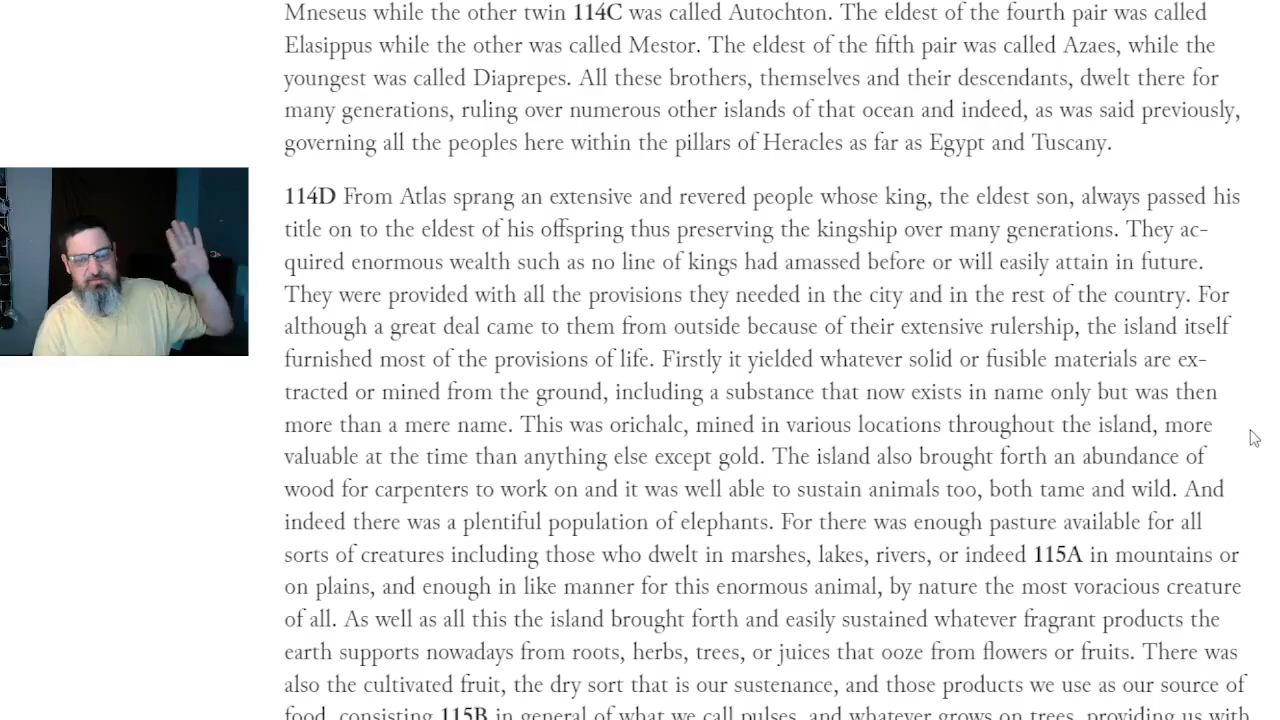 Mneseus while the other twin 114C was called Autochton. The eldest of the fourth pair was called
Elasippus while the other was called Mestor. The eldest of the fifth pair was called Azaes, while the
youngest was called Diaprepes. All these brothers, themselves and their descendants, dwelt there for
many generations, ruling over numerous other islands of that ocean and indeed, as was said previously,
governing all the peoples here within the pillars of Heracles as far as Egypt and Tuscany.
114D From Atlas sprang an extensive and revered people whose king, the eldest son, always passed his
title on to the eldest of his offspring thus preserving the kingship over many generations. They ac-
quired enormous wealth such as no line of kings had amassed before or will easily attain in future.
They were provided with all the provisions they needed in the city and in the rest of the country. For
although a great deal came to them from outside because of their extensive rulership, the island itself
furnished most of the provisions of life. Firstly it yielded whatever solid or fusible materials are ex-
tracted or mined from the ground, including a substance that now exists in name only but was then
more than a mere name. This was orichalc, mined in various locations throughout the island, more
valuable at the time than anything else except gold. The island also brought forth an abundance of
wood for carpenters to work on and it was well able to sustain animals too, both tame and wild. And
indeed there was a plentiful population of elephants. For there was enough pasture available for all
sorts of creatures including those who dwelt in marshes, lakes, rivers, or indeed 115A in mountains or
on plains, and enough in like manner for this enormous animal, by nature the most voracious creature
of all. As well as all this the island brought forth and easily sustained whatever fragrant products the
earth supports nowadays from roots, herbs, trees, or juices that ooze from flowers or fruits. There was
also the cultivated fruit, the dry sort that is our sustenance, and those products we use as our source of
food, consisting 115B in general of what we call pulses, and whatever grows on trees, providing us with